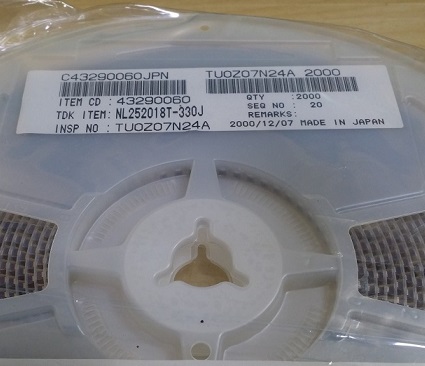 C43290060JPN TU0Z07N24A 2000
ITEM CD : 43290060 QTY :2000
TDK ITEM: NL252018T-330J SEQ NO : 20
INSP NO : TU0Z07N24A REMARKS:
2000/12/07 MADE IN JAPAN